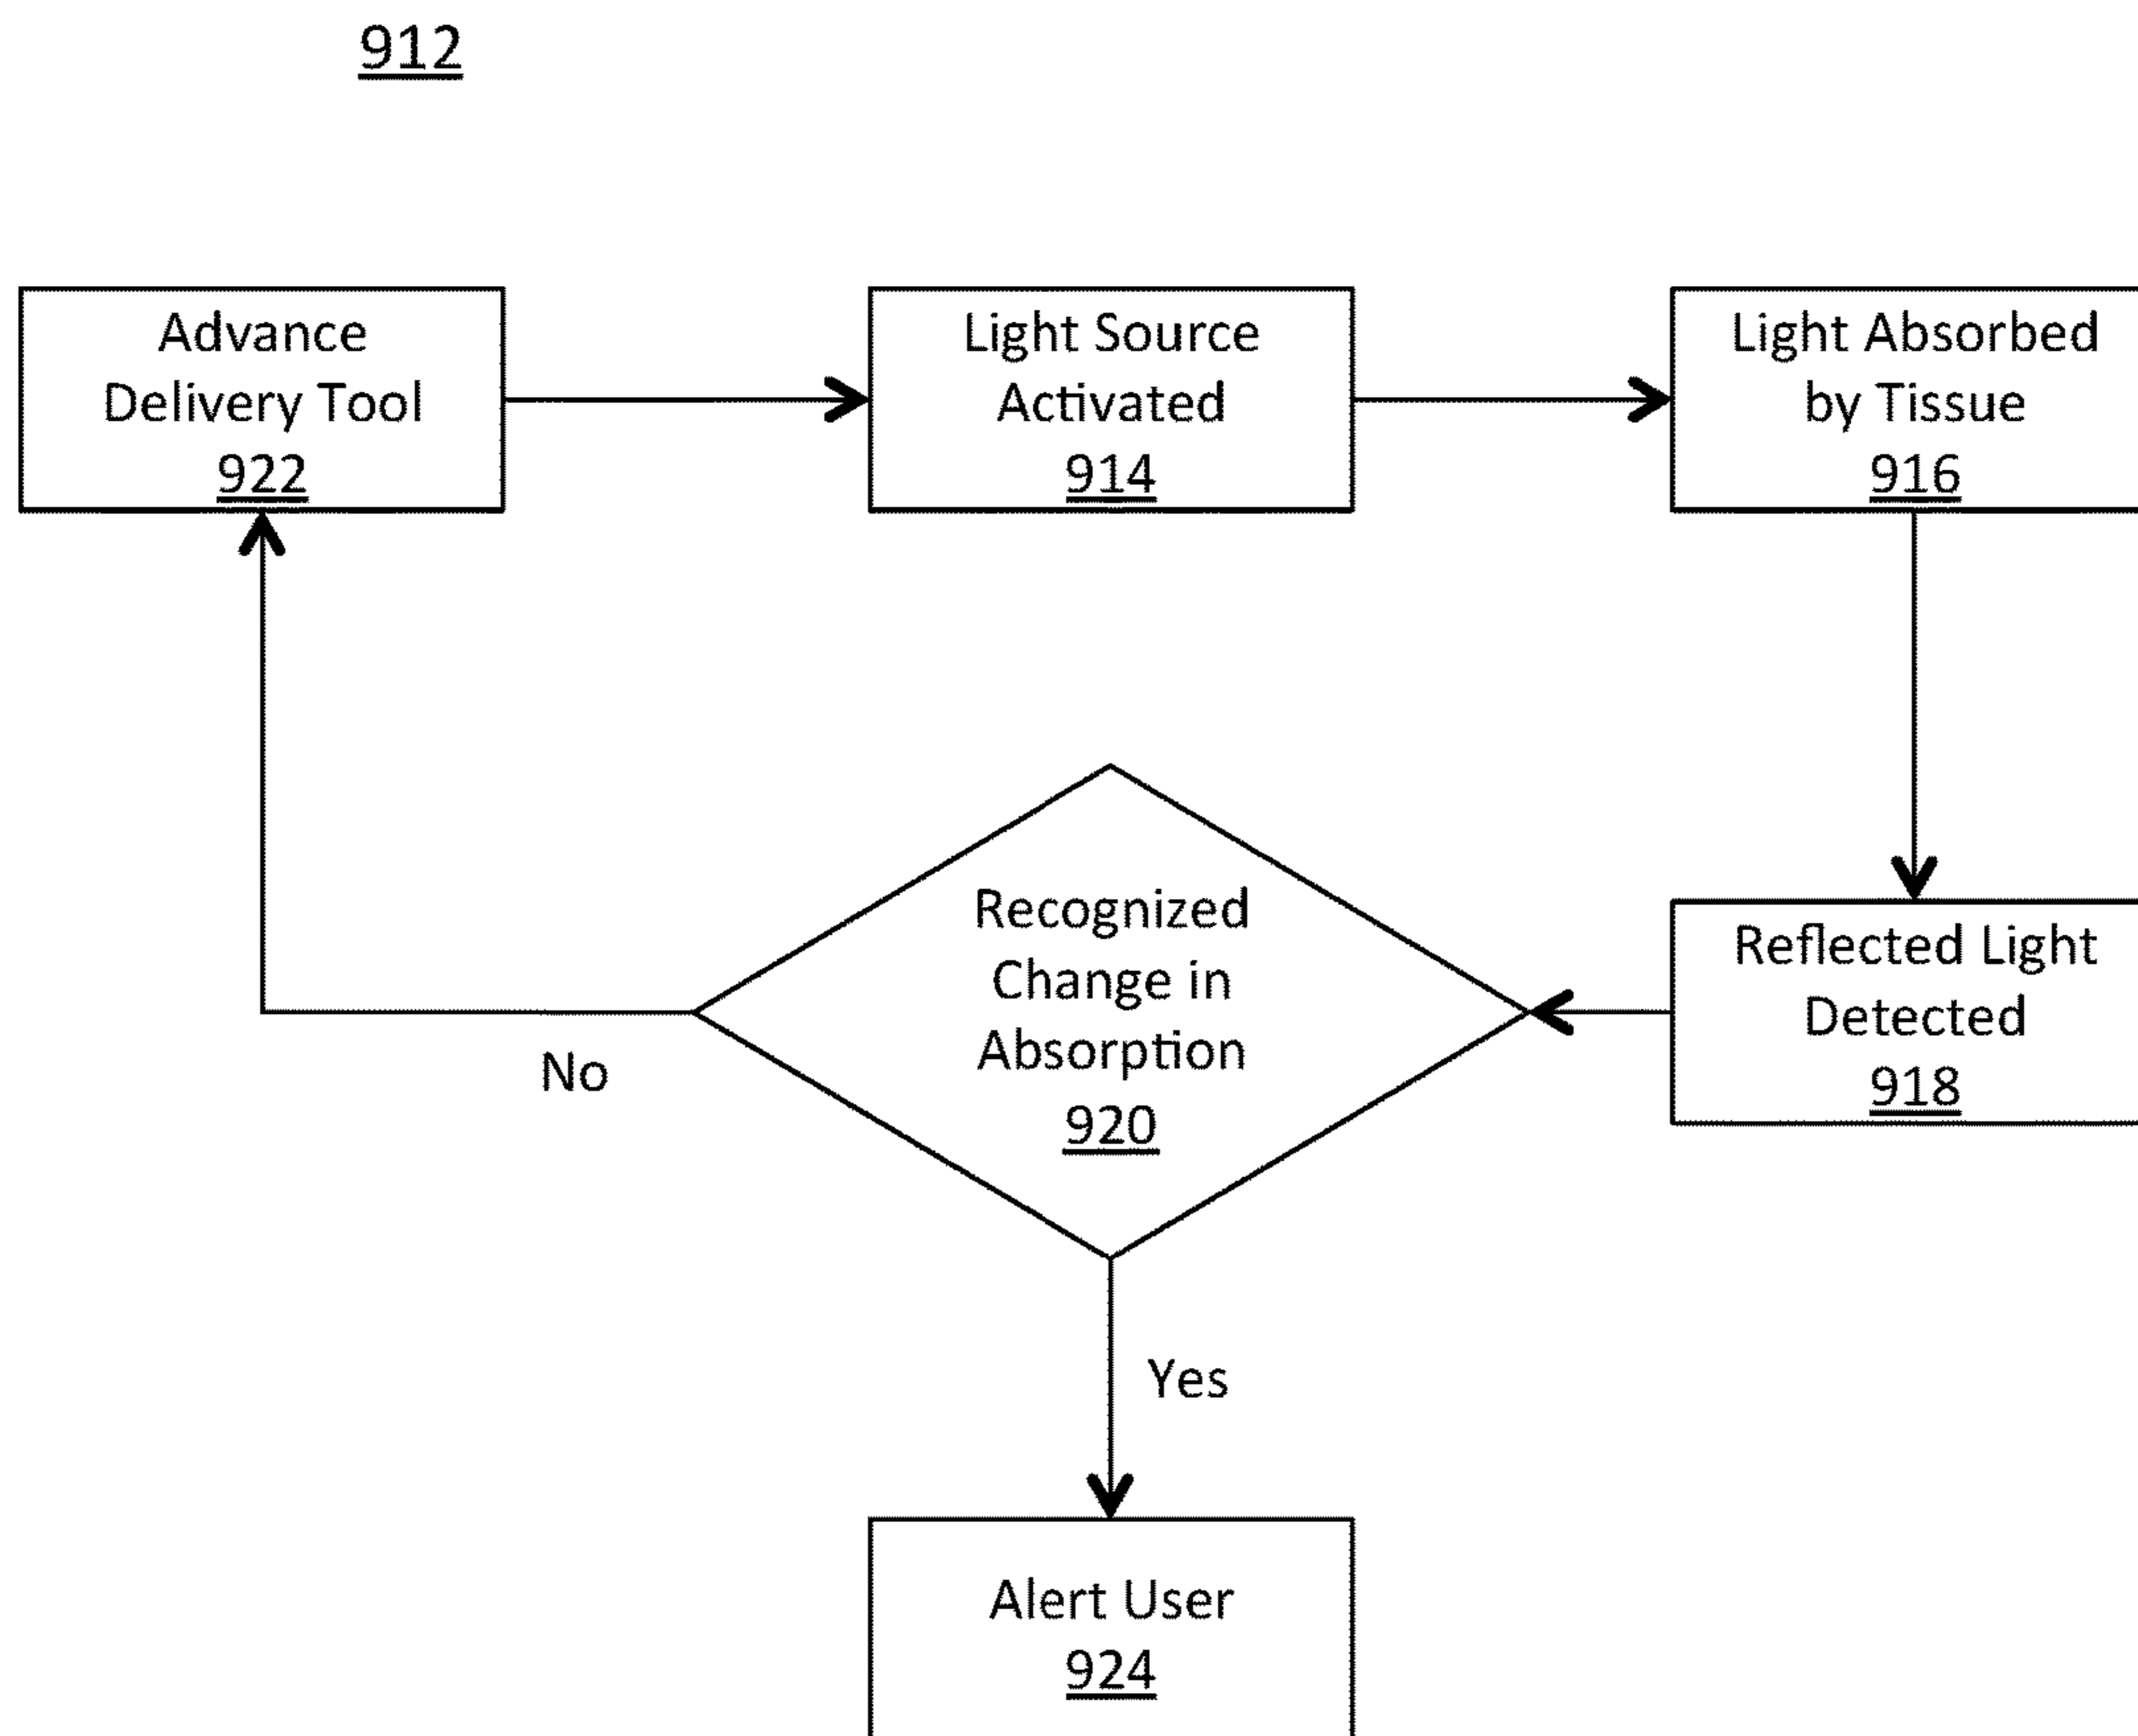 912
Advance
Delivery Tool
922
Light Source
Activated
914
Light Absorbed
by Tissue
916
Recognized
Change in
Absorption
920
Reflected Light
Detected
918
No
Yes
Alert User
924